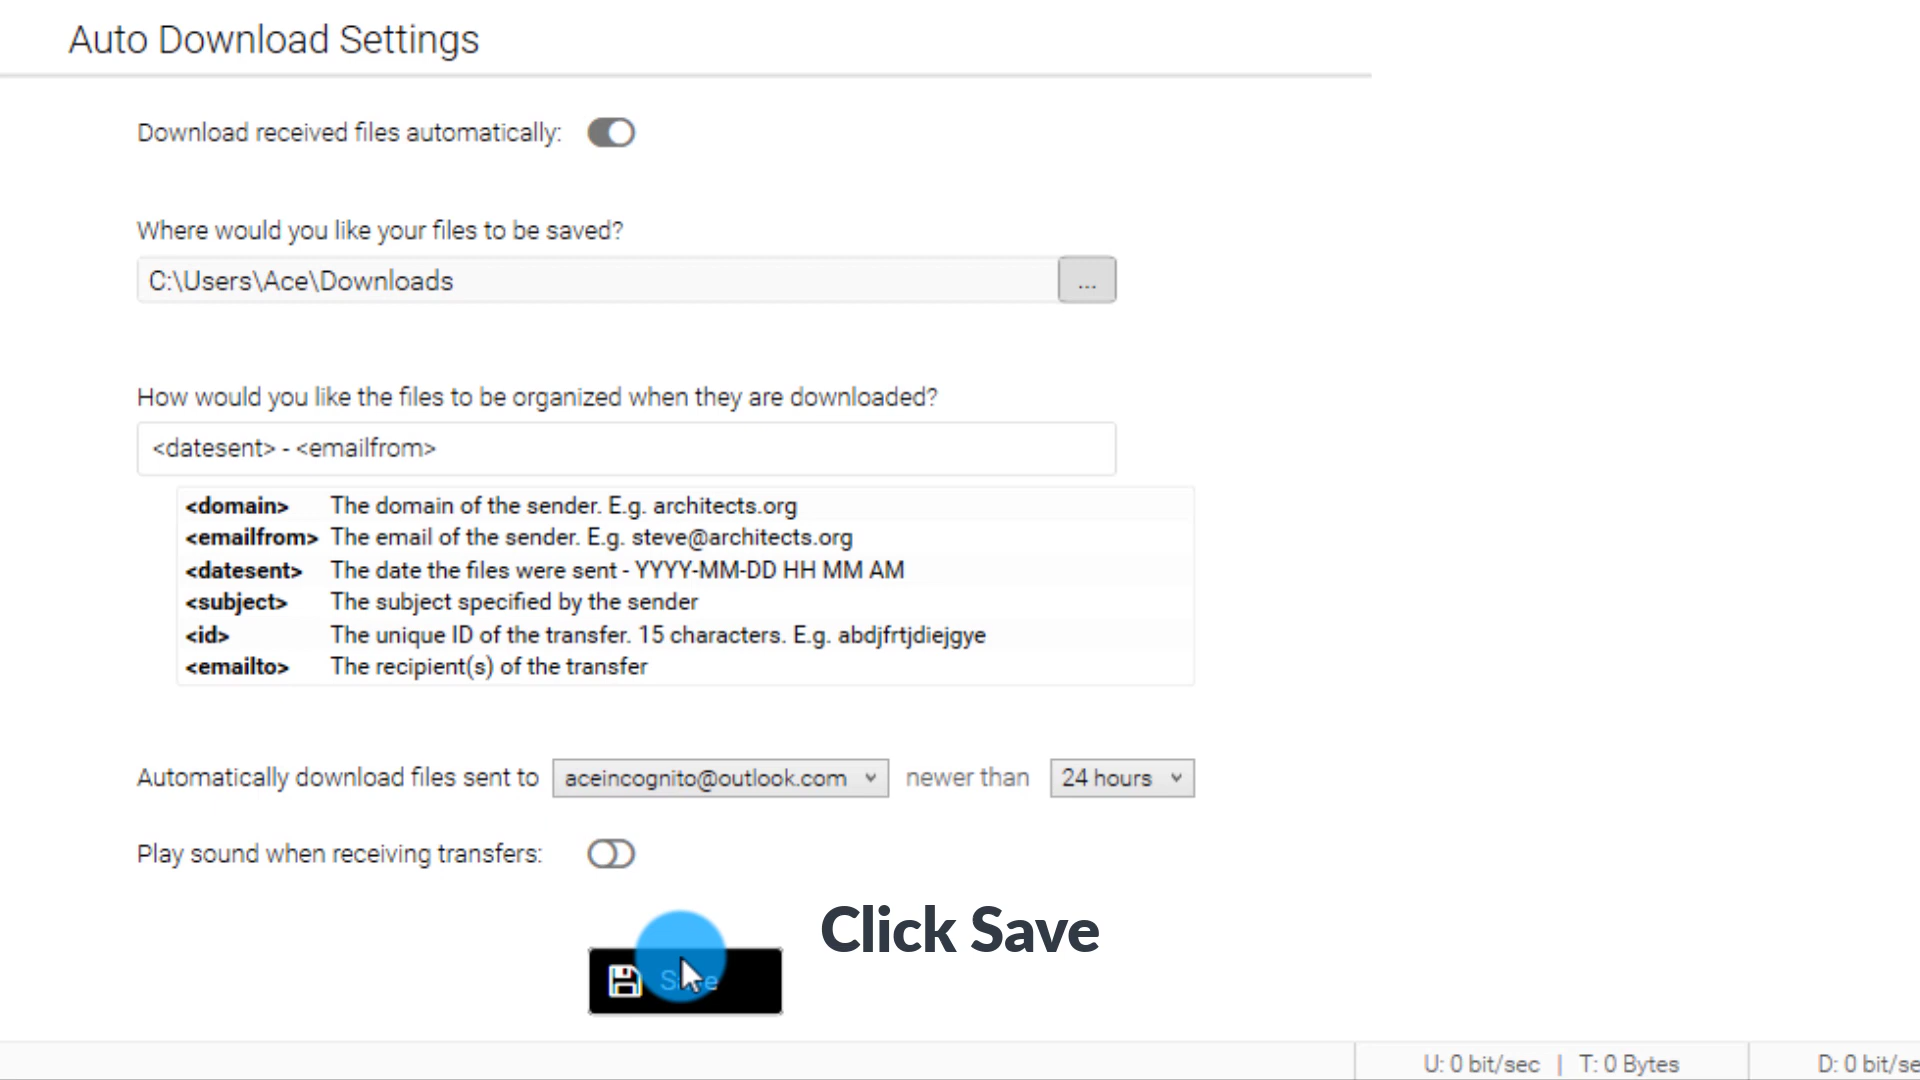 Auto Download Settings
Download received files automatically:
Where would you like your files to be saved?
C:\Users\Ace\Downloads ...
How would you like the files to be organized when they are downloaded?
<datesent> - <emailfrom>
<domain> The domain of the sender. E.g. architects.org
<emailfrom> The email of the sender. E.g. steve@architects.org
<datesent> The date the files were sent - YYYY-MM-DD HH MM AM
<subject> The subject specified by the sender
<id> The unique ID of the transfer. 15 characters. E.g. abdjfrtjdiejgye
<emailto> The recipient(s) of the transfer
Automatically download files sent to aceincognito@outlook.com newer than 24 hours
Play sound when receiving transfers:
Click Save
Save
U: 0 bit/sec | T: 0 Bytes D: 0 bit/se